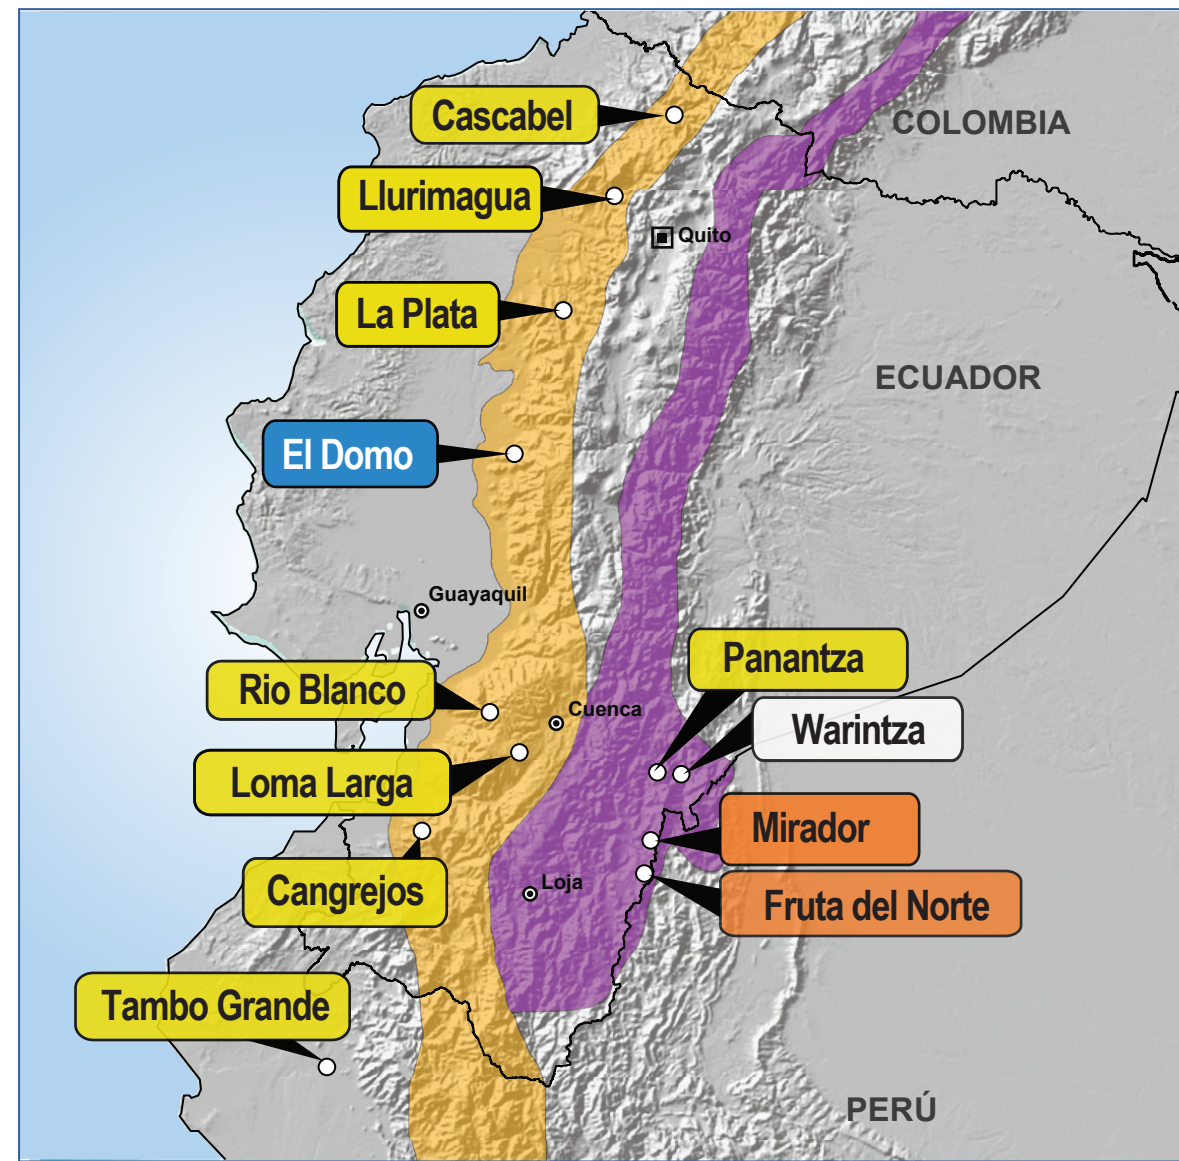 Cascabel
COLOMBIA
Llurimagua
Quito
La Plata
ECUADOR
El Domo
Guayaquil
Panantza
Rio Blanco
Cuenca
Warintza
Loma Larga
Mirador
Cangrejos
Loja
Fruta del Norte
Tambo Grande
PERÚ